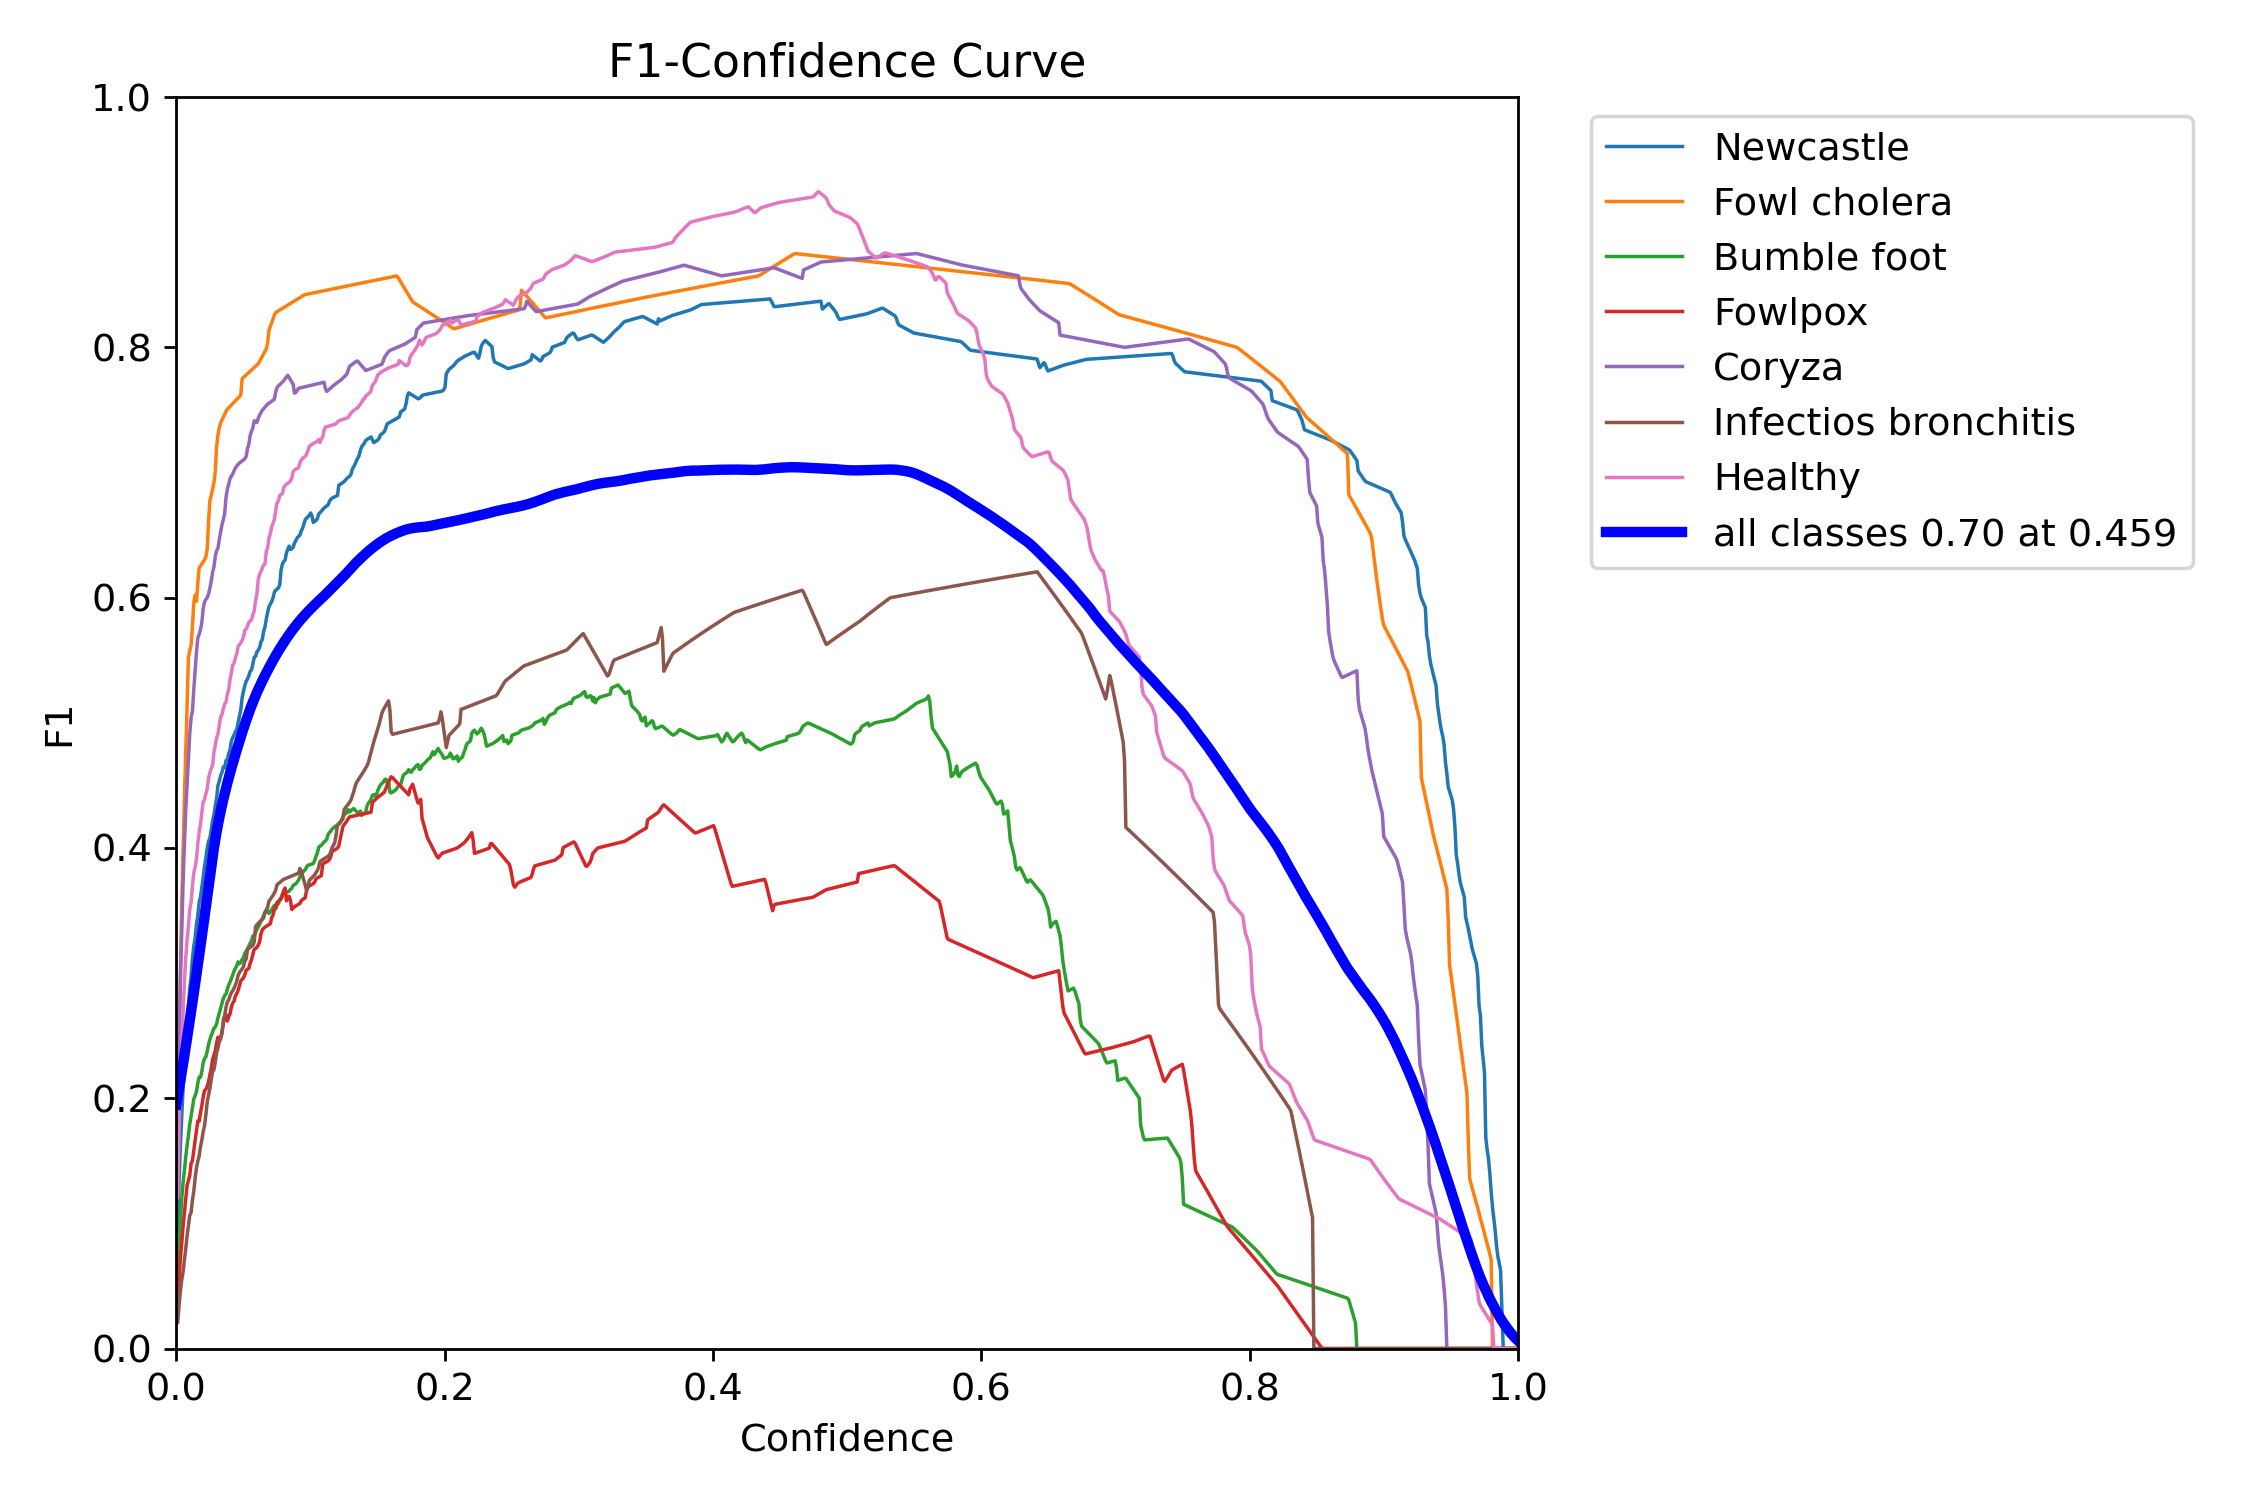 F1-Confidence Curve
1.0
0.8
0.6
0.4
0.2
0.0
F1
0.0 0.2 0.4 0.6 0.8 1.0
Confidence
Newcastle
Fowl cholera
Bumble foot
Fowlpox
Coryza
Infectios bronchitis
Healthy
all classes 0.70 at 0.459